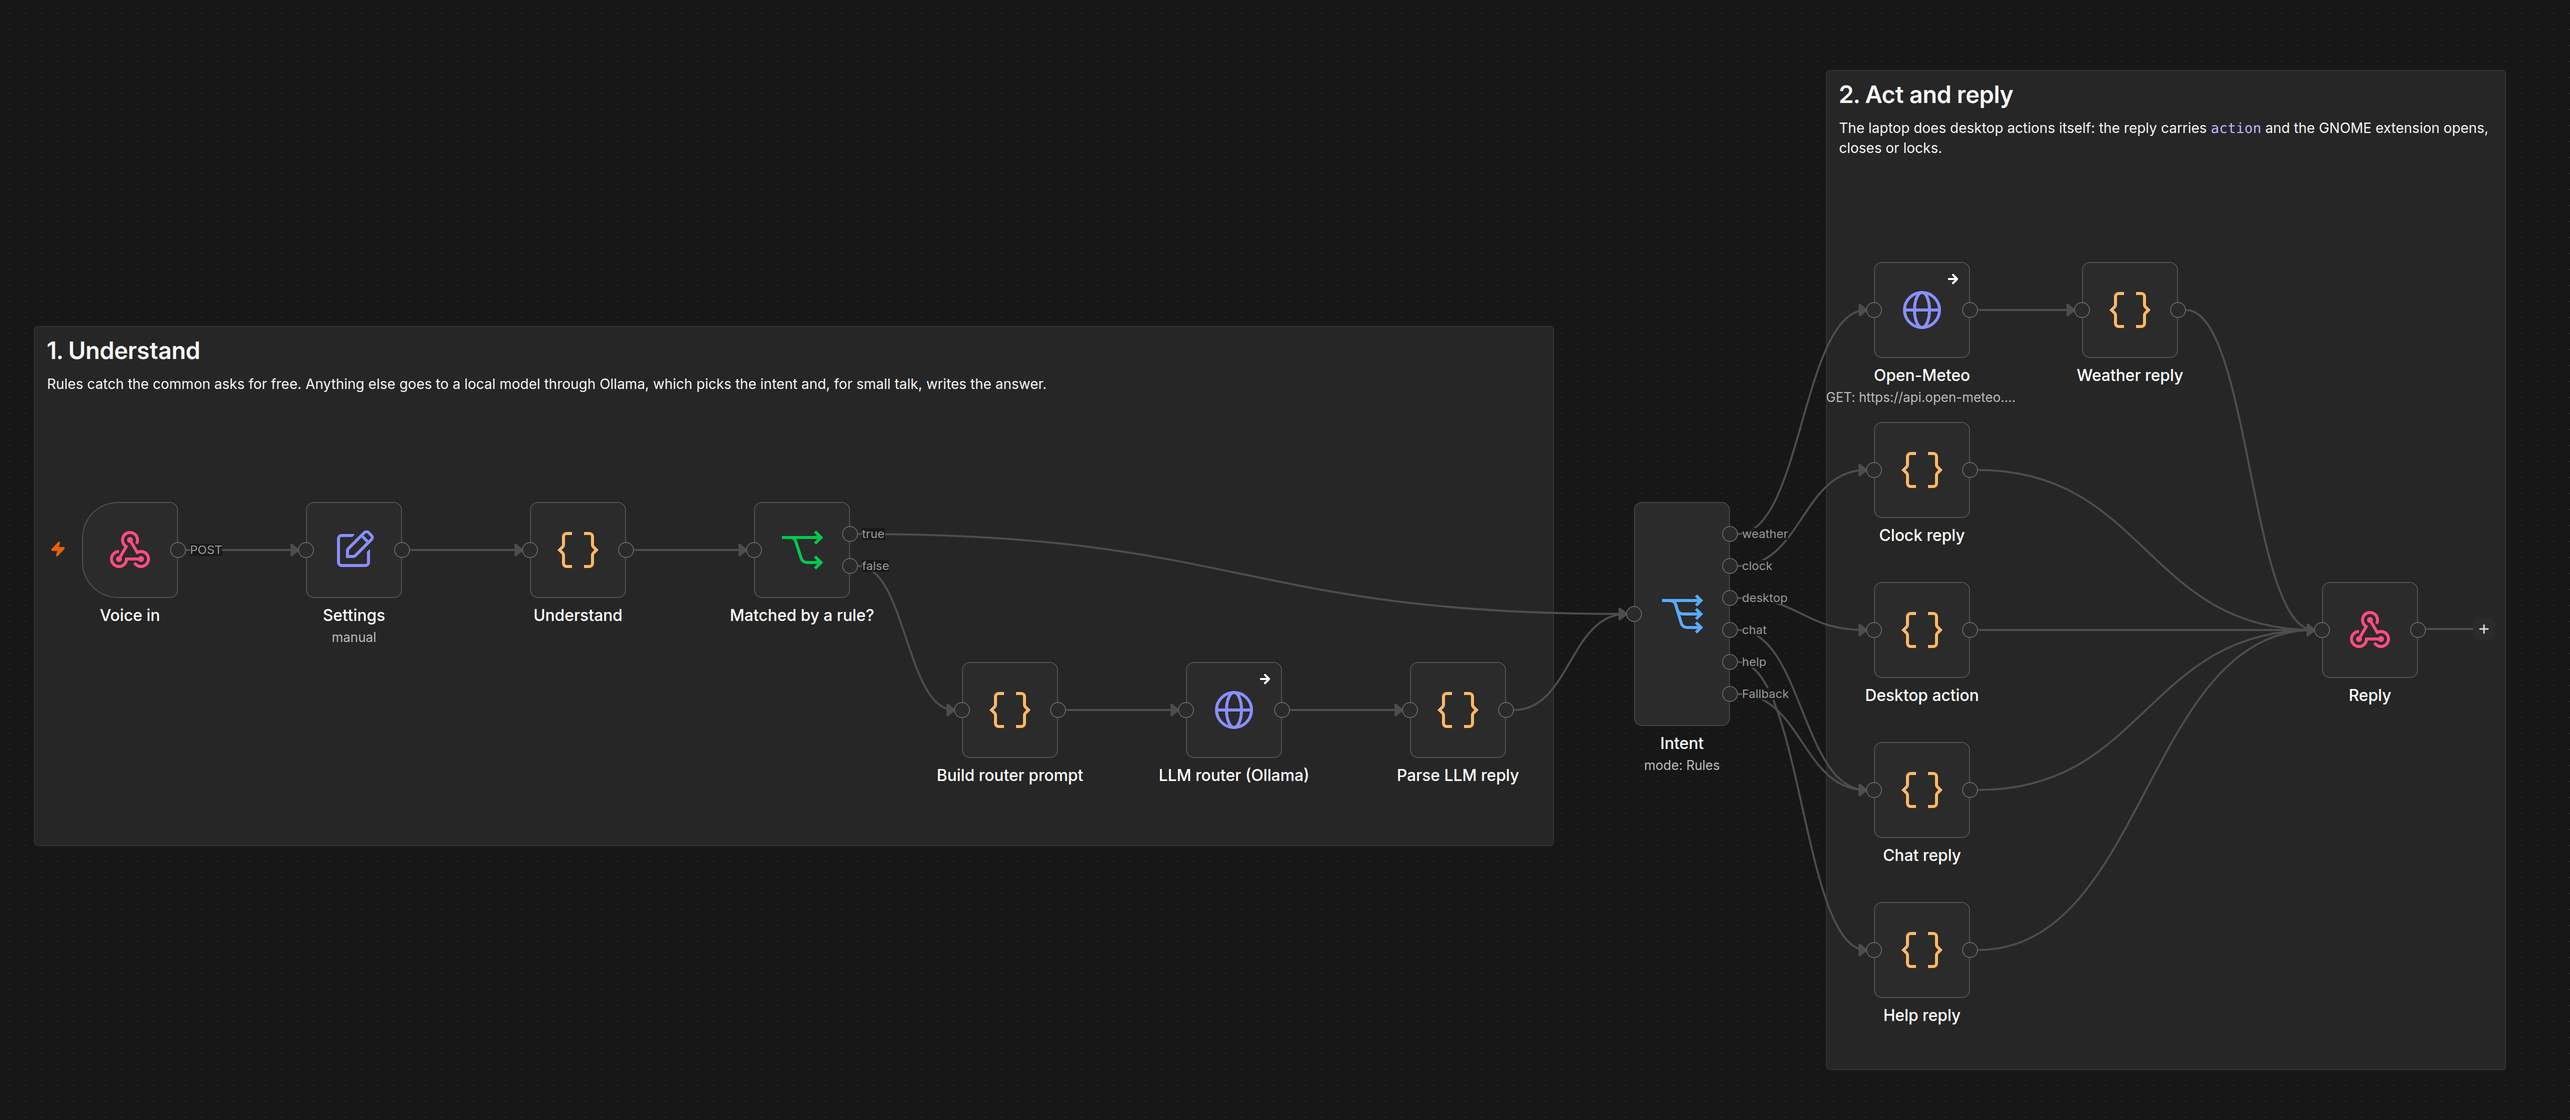 1. Understand
Rules catch the common asks for free. Anything else goes to a local model through Ollama, which picks the intent and, for small talk, writes the answer.
Voice in
POST
Settings
manual
Understand
Matched by a rule?
true
false
Build router prompt
LLM router (Ollama)
Parse LLM reply
Intent
mode: Rules
weather
clock
desktop
chat
help
Fallback
2. Act and reply
The laptop does desktop actions itself: the reply carries action and the GNOME extension opens,
closes or locks.
Open-Meteo
GET: https://api.open-meteo....
Weather reply
Clock reply
Desktop action
Chat reply
Help reply
Reply